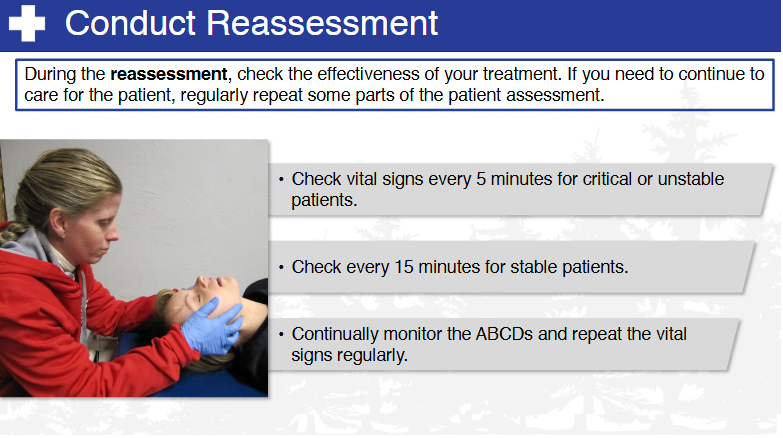 Conduct Reassessment
During the reassessment, check the effectiveness of your treatment. If you need to continue to
care for the patient, regularly repeat some parts of the patient assessment.
• Check vital signs every 5 minutes for critical or unstable
patients.
• Check every 15 minutes for stable patients.
• Continually monitor the ABCDs and repeat the vital
signs regularly.